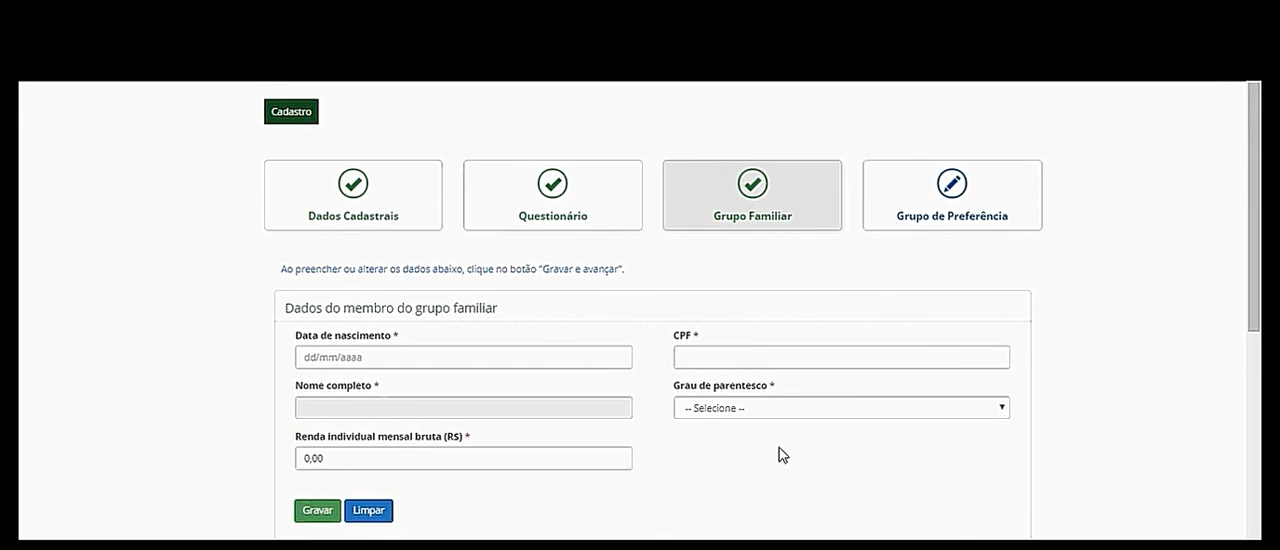 Cadastro
Dados Cadastrais
Questionário
Grupo Familiar
Grupo de Preferência
Ao preencher ou alterar os dados abaixo, clique no botão "Gravar e avançar".
Dados do membro do grupo familiar
Data de nascimento *
CPF *
dd/mm/aaaa
Nome completo *
Grau de parentesco *
-- Selecione --
Renda individual mensal bruta (R$) *
0,00
Gravar
Limpar